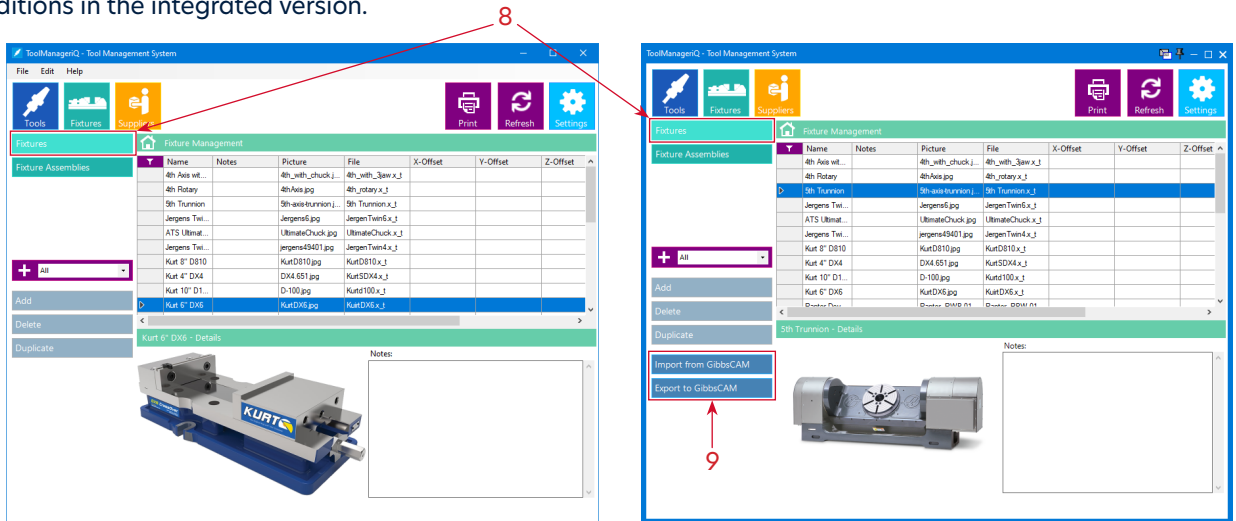 ditions in the integrated version.
8
ToolManageriQ - Tool Management System
File Edit Help
Tools Fixtures Suppliers Print Refresh Settings
Fixtures
Fixture Assemblies
All
Add
Delete
Duplicate
Fixture Management
Name Notes Picture File X-Offset Y-Offset Z-Offset
4th Axis wit... 4th_with_chuck.j... 4th_with_3jaw.x_t
4th Rotary 4thAxis.jpg 4th_rotary.x_t
5th Trunnion 5th-axis-trunnion.j... 5th Trunnion.x_t
Jergens Twi... Jergens6.jpg JergenTwin6.x_t
ATS Ultimat... UltimateChuck.jpg UltimateChuck.x_t
Jergens Twi... jergens49401.jpg JergenTwin4.x_t
Kurt 8" D810 KurtD810.jpg KurtD810.x_t
Kurt 4" DX4 DX4.651.jpg KurtSDX4.x_t
Kurt 10" D1... D-100.jpg Kurtd100.x_t
Kurt 6" DX6 KurtDX6.jpg KuirtDX6.x_t
Kurt 6" DX6 - Details
Notes:
KURT
ToolManageriQ - Tool Management System
Tools Fixtures Suppliers Print Refresh Settings
Fixtures
Fixture Assemblies
All
Add
Delete
Duplicate
Import from GibbsCAM
Export to GibbsCAM
9
Fixture Management
Name Notes Picture File X-Offset Y-Offset Z-Offset
4th Axis wit... 4th_with_chuck.j... 4th_with_3jaw.x_t
4th Rotary 4thAxis.jpg 4th_rotary.x_t
5th Trunnion 5th-axis-trunnion.j... 5th Trunnion.x_t
Jergens Twi... Jergens6.jpg JergenTwin6.x_t
ATS Ultimat... UltimateChuck.jpg UltimateChuck.x_t
Jergens Twi... jergens49401.jpg JergenTwin4.x_t
Kurt 8" D810 KurtD810.jpg KurtD810.x_t
Kurt 4" DX4 DX4.651.jpg KurtSDX4.x_t
Kurt 10" D1... D-100.jpg Kurtd100.x_t
Kurt 6" DX6 KurtDX6.jpg KuirtDX6.x_t
5th Trunnion - Details
Notes: